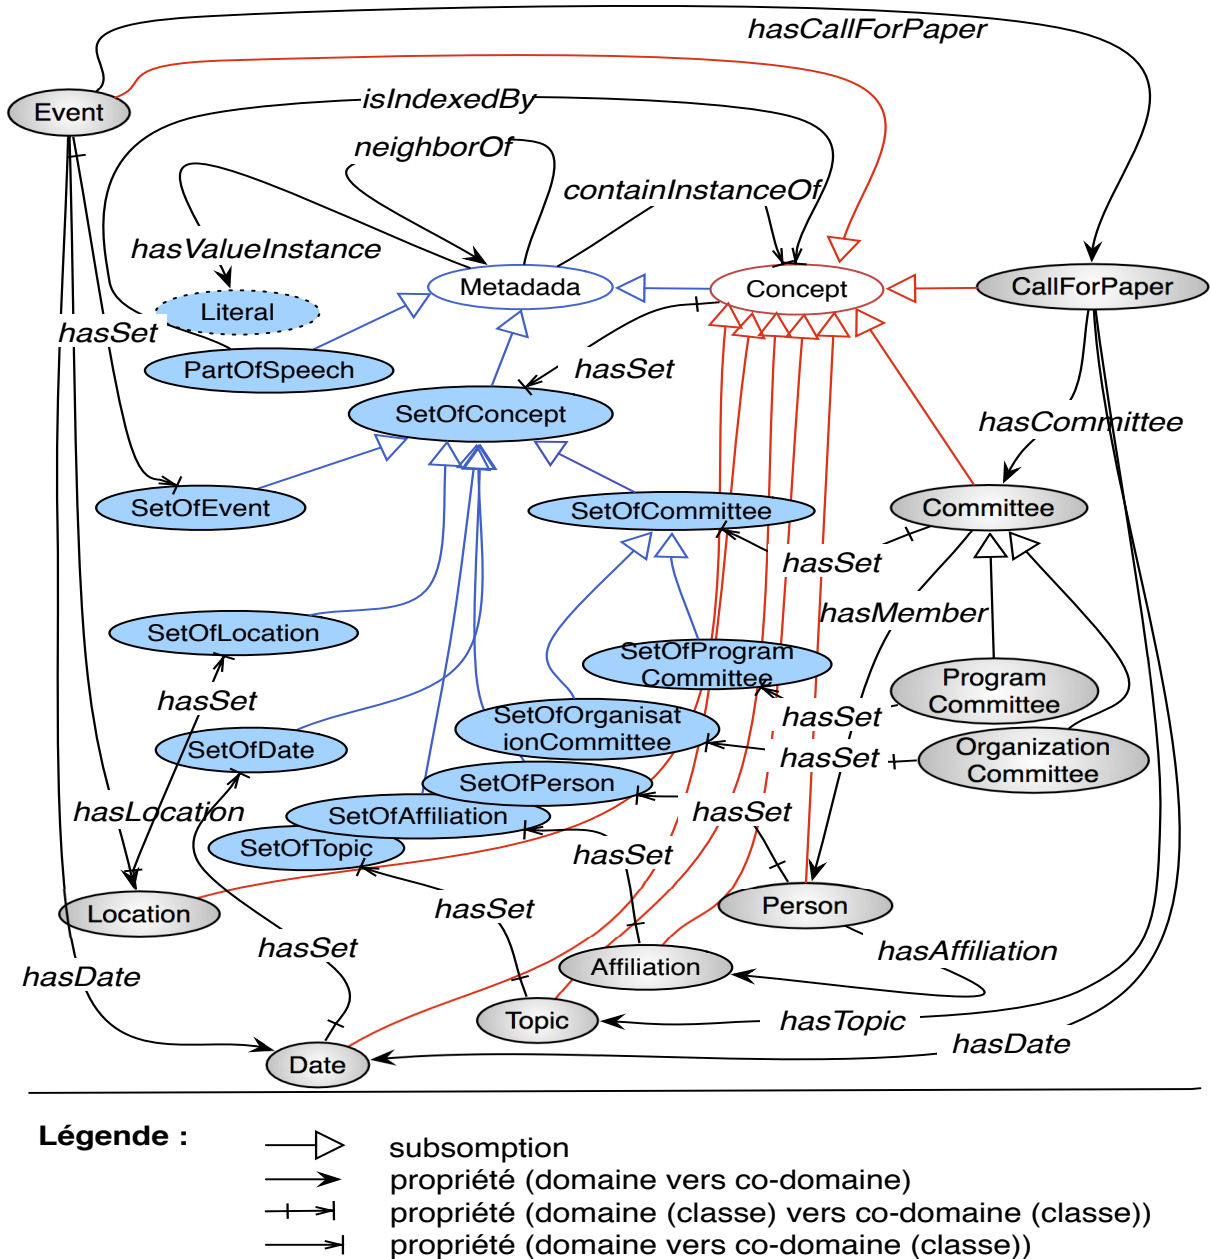 hasCallForPaper
Event
isIndexedBy
neighborOf
containInstanceOf
hasValueInstance
Metadada
Concept
CallForPaper
Literal
hasSet
PartOfSpeech
hasSet
SetOfConcept
hasCommittee
SetOfEvent
SetOfCommittee
Committee
hasSet
hasMember
SetOfLocation
SetOfProgram
Committee
Program
Committee
hasSet
hasSet
SetOfOrganisat
ionCommittee
SetOfDate
hasSet
Organization
Committee
SetOfPerson
hasLocation
SetOfAffiliation
hasSet
SetOfTopic
hasSet
Location
hasSet
Person
hasSet
hasAffiliation
hasDate
Affiliation
Topic
hasTopic
hasDate
Date
Légende :
subsomption
propriété (domaine vers co-domaine)
propriété (domaine (classe) vers co-domaine (classe))
propriété (domaine vers co-domaine (classe))